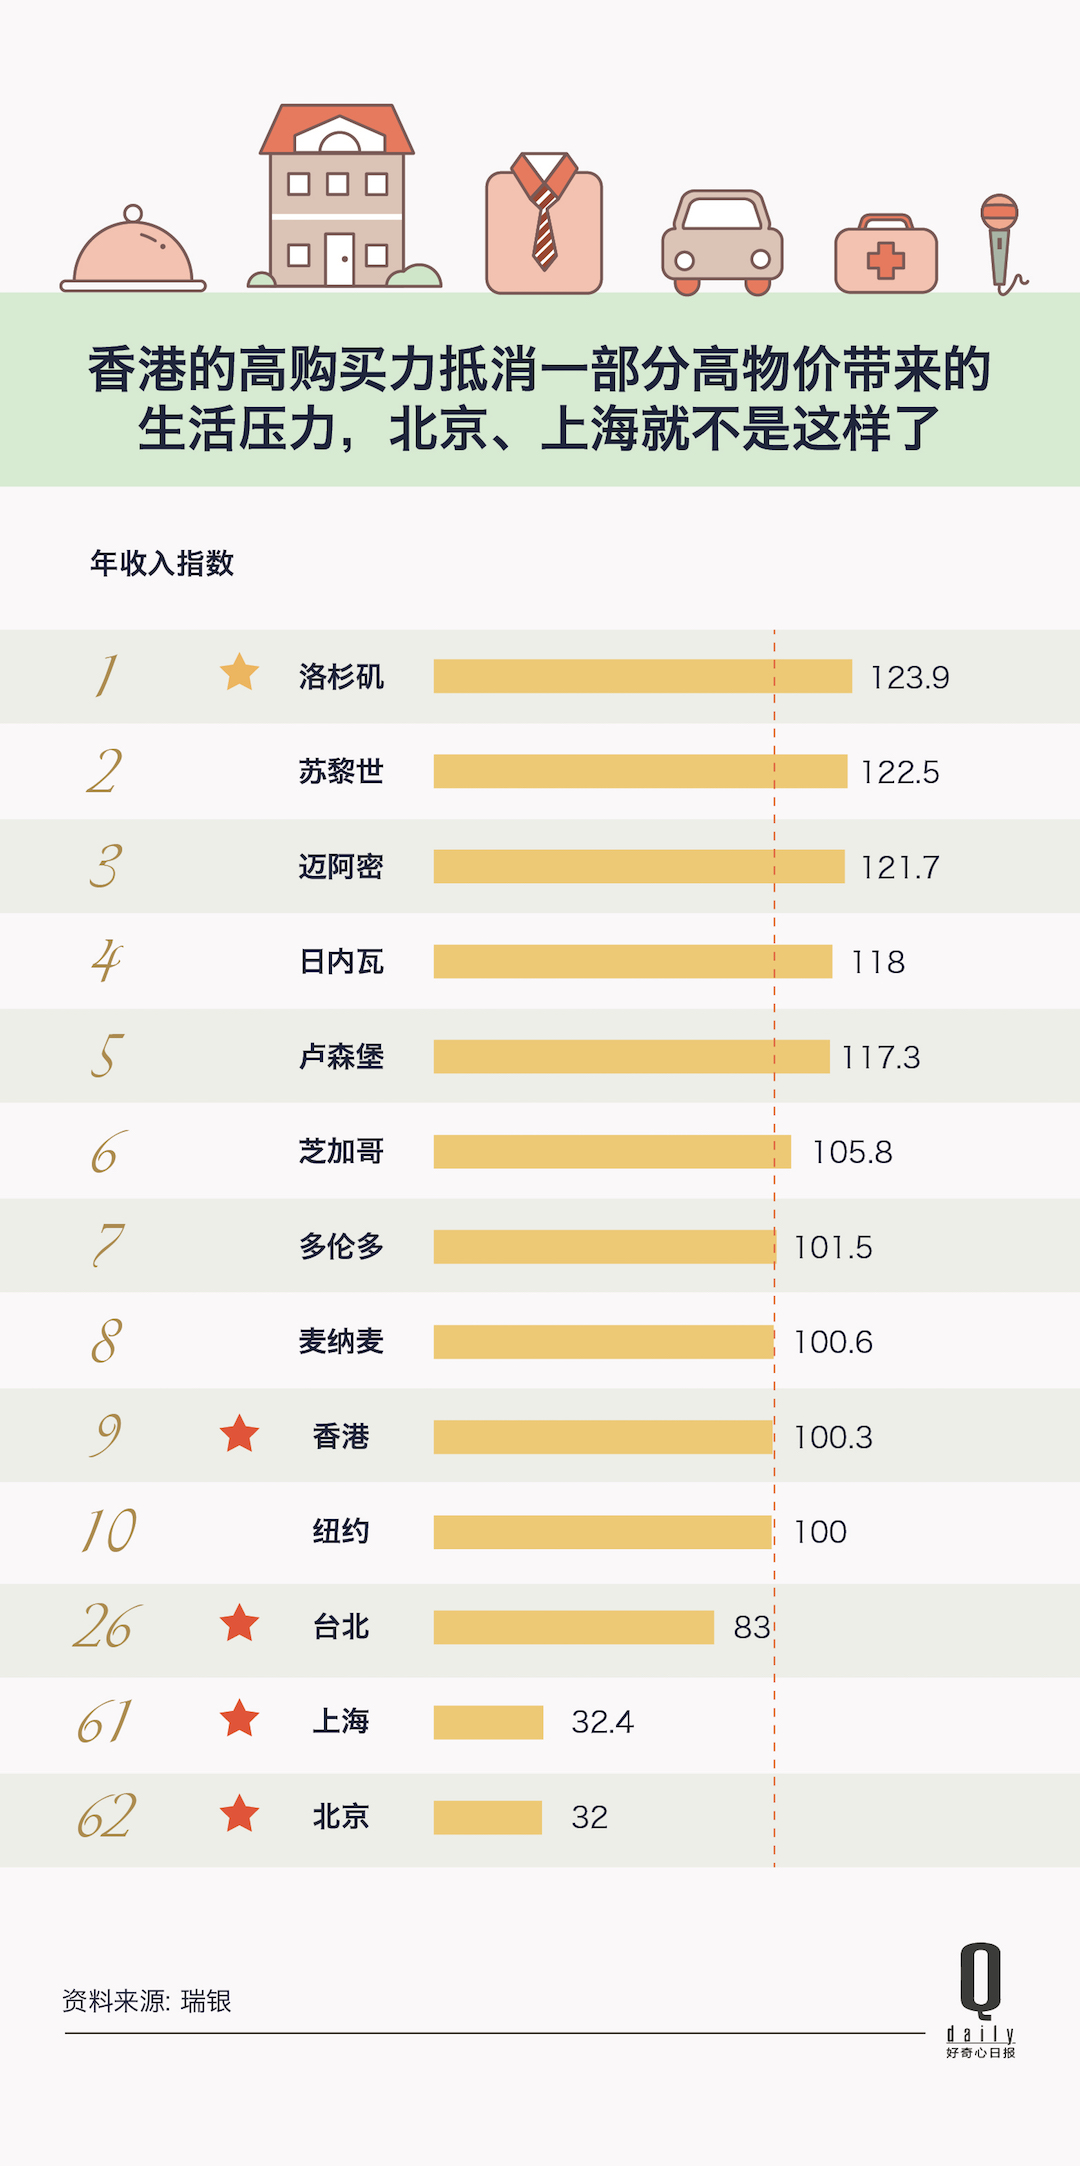 香港的高购买力抵消一部分高物价带来的
生活压力，北京、上海就不是这样了
年收入指数
1 洛杉矶 123.9
2 苏黎世 122.5
3 迈阿密 121.7
4 日内瓦 118
5 卢森堡 117.3
6 芝加哥 105.8
7 多伦多 101.5
8 麦纳麦 100.6
9 香港 100.3
10 纽约 100
26 台北 83
61 上海 32.4
62 北京 32
资料来源: 瑞银
Q
daily
好奇心日报